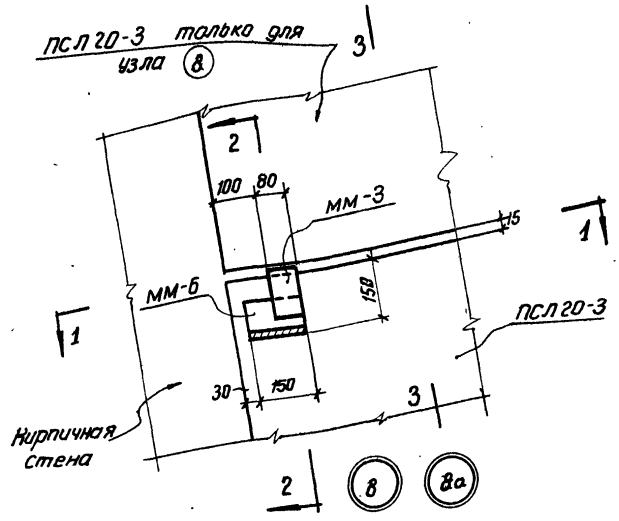 ПСЛ 20-3 только для
узла 8
3
2
100
80
ММ-3
15
1
ММ-6
150
ПСЛ 20-3
1
30
150
3
Кирпичная
стена
2
8
8а